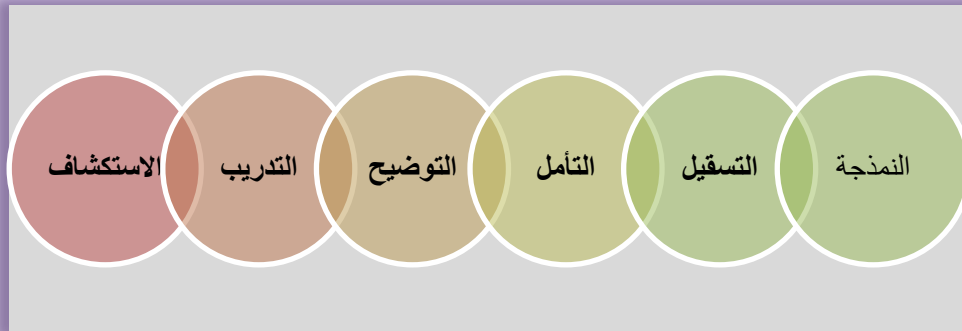 النمذجة
التسقيل
التأمل
التوضيح
التدريب
الاستكشاف